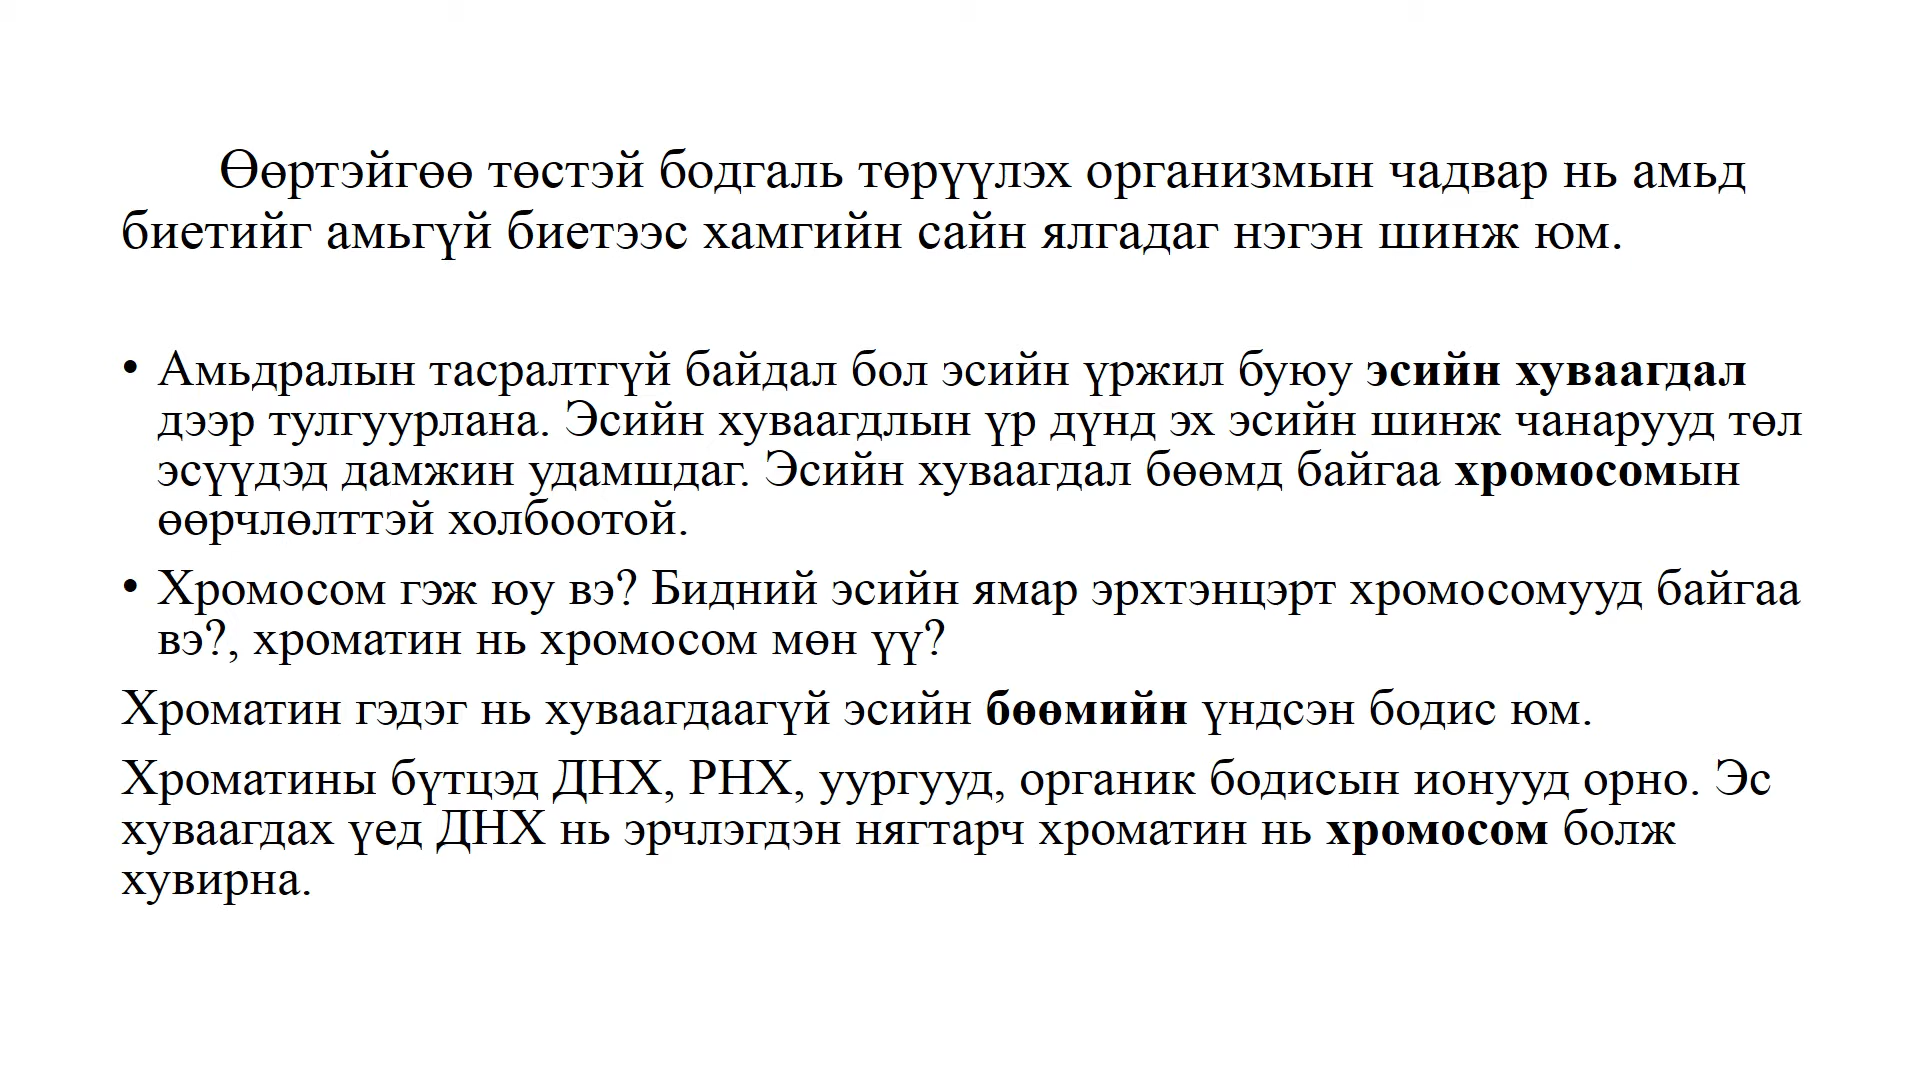 Өөртэйгөө төстэй бодгаль төрүүлэх организмын чадвар нь амьд
биетийг амьгүй биетээс хамгийн сайн ялгадаг нэгэн шинж юм.
• Амьдралын тасралтгүй байдал бол эсийн үржил буюу эсийн хуваагдал
дээр тулгуурлана. Эсийн хуваагдлын үр дүнд эх эсийн шинж чанарууд төл
эсүүдэд дамжин удамшдаг. Эсийн хуваагдал бөөмд байгаа хромосомын
өөрчлөлттэй холбоотой.
• Хромосом гэж юу вэ? Бидний эсийн ямар эрхтэнцэрт хромосомууд байгаа
вэ?, хроматин нь хромосом мөн үү?
Хроматин гэдэг нь хуваагдаагүй эсийн бөөмийн үндсэн бодис юм.
Хроматины бүтцэд ДНХ, РНХ, уургууд, органик бодисын ионууд орно. Эс
хуваагдах үед ДНХ нь эрчлэгдэн нягтарч хроматин нь хромосом болж
хувирна.